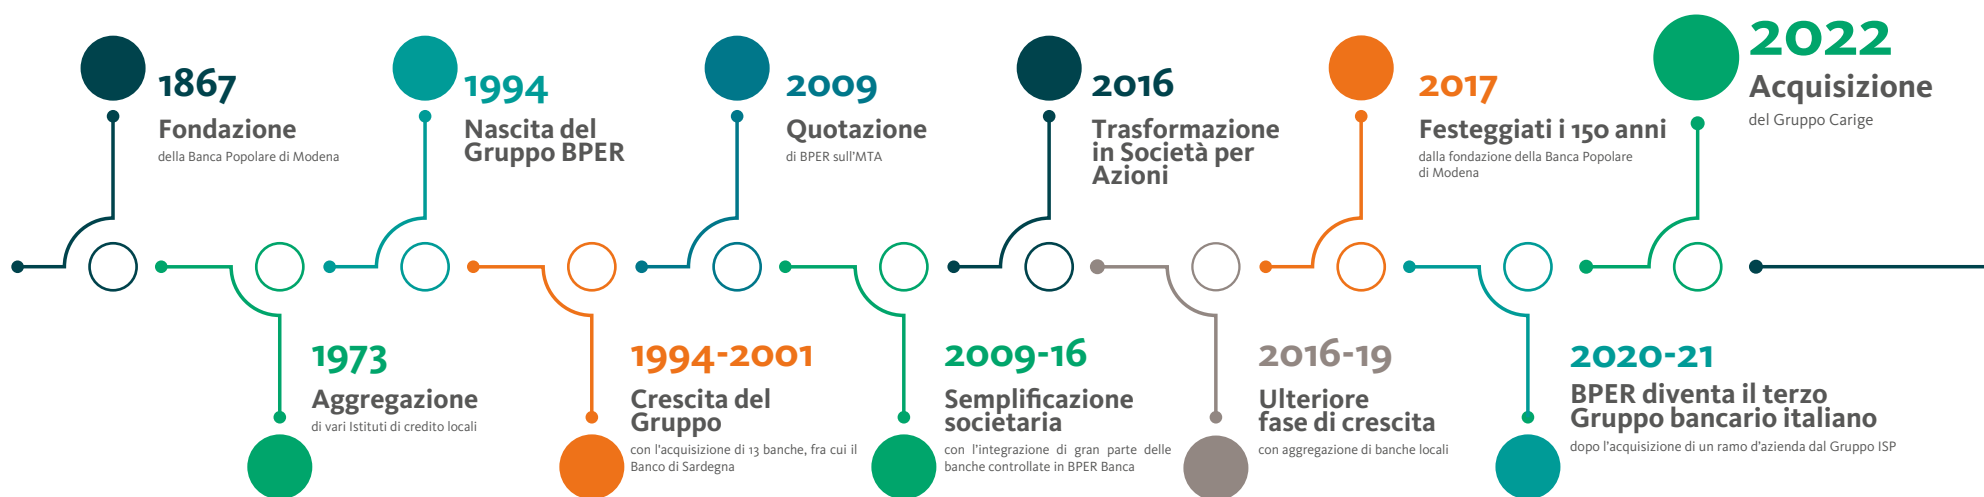 1867
Fondazione
della Banca Popolare di Modena
1973
Aggregazione
di vari Istituti di credito locali
1994
Nascita del
Gruppo BPER
1994-2001
Crescita del
Gruppo
con l'acquisizione di 13 banche, fra cui il
Banco di Sardegna
2009
Quotazione
di BPER sull'MTA
2009-16
Semplificazione
societaria
con l'integrazione di gran parte delle
banche controllate in BPER Banca
2016
Trasformazione
in Società per
Azioni
2016-19
Ulteriore
fase di crescita
con aggregazione di banche locali
2017
Festeggiati i 150 anni
dalla fondazione della Banca Popolare
di Modena
2020-21
BPER diventa il terzo
Gruppo bancario italiano
dopo l'acquisizione di un ramo d'azienda dal Gruppo ISP
2022
Acquisizione
del Gruppo Carige